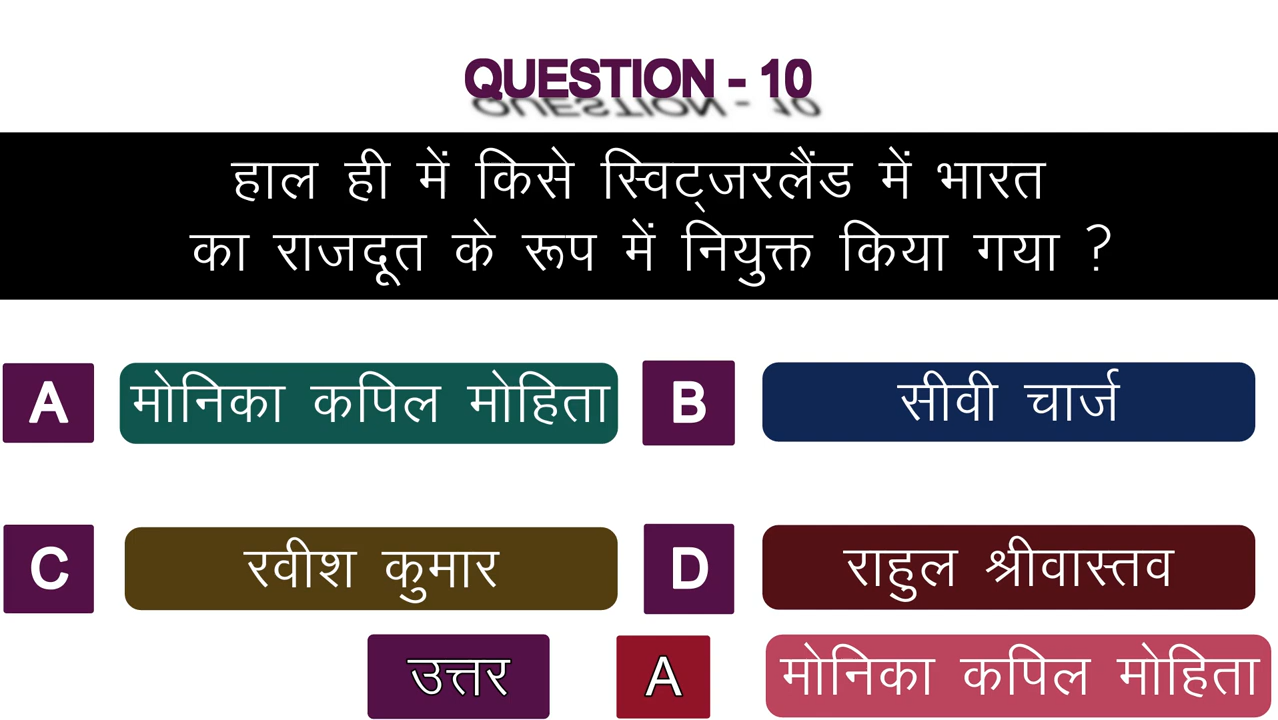 QUESTION - 10
हाल ही में किसे स्विट्जरलैंड में भारत
का राजदूत के रूप में नियुक्त किया गया ?
A मोनिका कपिल मोहिता B सीवी चार्ज
C रवीश कुमार D राहुल श्रीवास्तव
उत्तर A मोनिका कपिल मोहिता